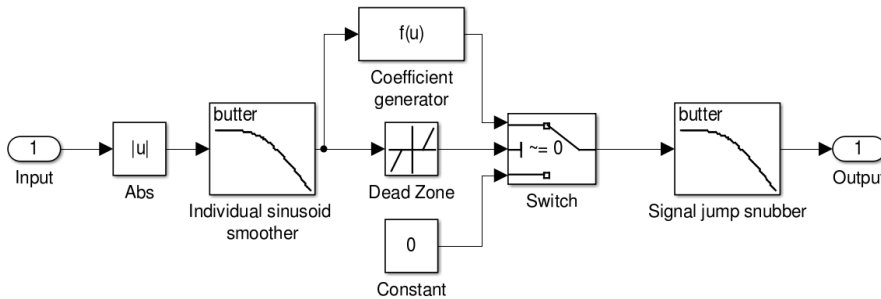 f(u)
Coefficient
generator
butter
butter
1
|u|
~= 0
1
Input
Abs
Individual sinusoid
smoother
Dead Zone
Switch
Signal jump snubber
Output
0
Constant